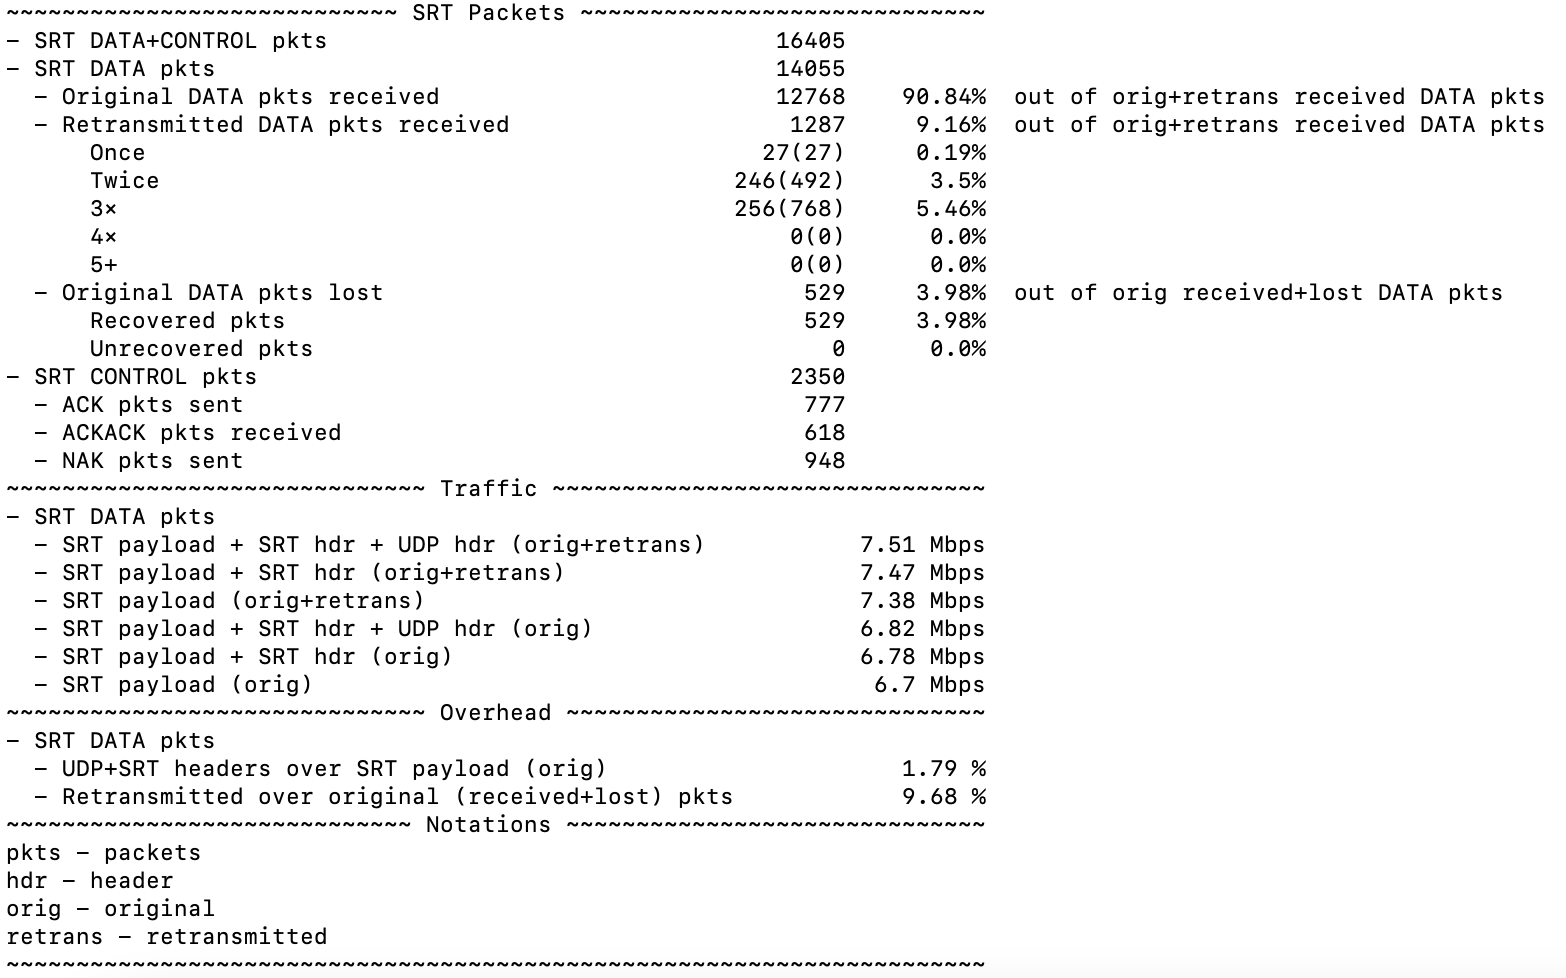 ~~~~~~~~~~~~~~~~~~~~~~~~~~~~ SRT Packets ~~~~~~~~~~~~~~~~~~~~~~~~~~~~~
– SRT DATA+CONTROL pkts                                16405
– SRT DATA pkts                                        14055
  – Original DATA pkts received                        12768    90.84%  out of orig+retrans received DATA pkts
  – Retransmitted DATA pkts received                    1287     9.16%  out of orig+retrans received DATA pkts
      Once                                            27(27)     0.19%
      Twice                                         246(492)      3.5%
      3×                                            256(768)     5.46%
      4×                                                0(0)      0.0%
      5+                                                0(0)      0.0%
  – Original DATA pkts lost                              529     3.98%  out of orig received+lost DATA pkts
      Recovered pkts                                     529     3.98%
      Unrecovered pkts                                     0      0.0%
– SRT CONTROL pkts                                      2350
  – ACK pkts sent                                        777
  – ACKACK pkts received                                 618
  – NAK pkts sent                                        948
~~~~~~~~~~~~~~~~~~~~~~~~~~~~~~ Traffic ~~~~~~~~~~~~~~~~~~~~~~~~~~~~~~~
– SRT DATA pkts
  – SRT payload + SRT hdr + UDP hdr (orig+retrans)           7.51 Mbps
  – SRT payload + SRT hdr (orig+retrans)                     7.47 Mbps
  – SRT payload (orig+retrans)                               7.38 Mbps
  – SRT payload + SRT hdr + UDP hdr (orig)                   6.82 Mbps
  – SRT payload + SRT hdr (orig)                             6.78 Mbps
  – SRT payload (orig)                                        6.7 Mbps
~~~~~~~~~~~~~~~~~~~~~~~~~~~~~~ Overhead ~~~~~~~~~~~~~~~~~~~~~~~~~~~~~~
– SRT DATA pkts
  – UDP+SRT headers over SRT payload (orig)                     1.79 %
  – Retransmitted over original (received+lost) pkts            9.68 %
~~~~~~~~~~~~~~~~~~~~~~~~~~~~~ Notations ~~~~~~~~~~~~~~~~~~~~~~~~~~~~~~
pkts – packets
hdr – header
orig – original
retrans – retransmitted
~~~~~~~~~~~~~~~~~~~~~~~~~~~~~~~~~~~~~~~~~~~~~~~~~~~~~~~~~~~~~~~~~~~~~~